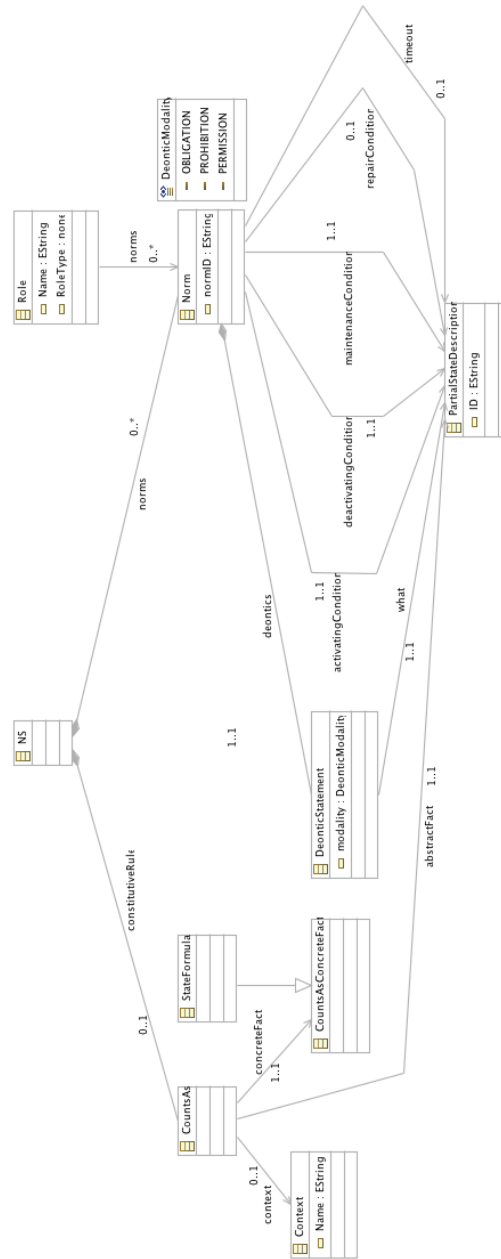 NS
constitutiveRule
0..1
norms
0..*
Role
Name : EString
RoleType : none
norms
0..*
CountsAs
StateFormula
Norm
normID : EString
DeonticModality
OBLIGATION
PROHIBITION
PERMISSION
context
0..1
concreteFact
1..1
deontics
1..1
Context
Name : EString
CountsAsConcreteFact
DeonticStatement
modality : DeonticModality
activatingCondition
1..1
deactivatingCondition
1..1
maintenanceCondition
1..1
repairCondition
0..1
timeout
0..1
what
1..1
abstractFact
1..1
PartialStateDescription
ID : EString